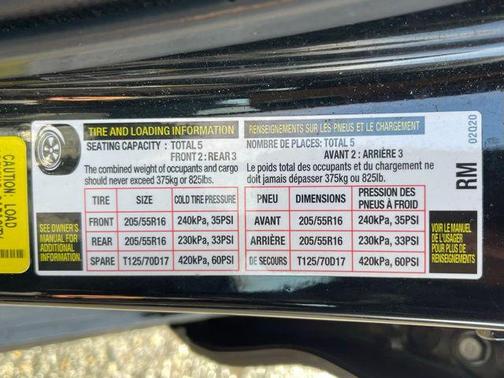 TIRE AND LOADING INFORMATION
SEATING CAPACITY : TOTAL 5
FRONT 2 : REAR 3
The combined weight of occupants and cargo
should never exceed 375kg or 825lbs.
TIRE SIZE COLD TIRE PRESSURE
FRONT 205/55R16 240kPa, 35PSI
REAR 205/55R16 230kPa, 33PSI
SPARE T125/70D17 420kPa, 60PSI
SEE OWNER'S
MANUAL FOR
ADDITIONAL
INFORMATION.
RENSEIGNEMENTS SUR LES PNEUS ET LE CHARGEMENT
NOMBRE DE PLACES: TOTAL 5
AVANT 2 : ARRIÈRE 3
Le poids total des occupants et du chargement ne
doit jamais dépasser 375kg ou 825lb.
PNEU DIMENSIONS PRESSION DES
PNEUS À FROID
AVANT 205/55R16 240kPa, 35PSI
ARRIÈRE 205/55R16 230kPa, 33PSI
DE SECOURS T125/70D17 420kPa, 60PSI
VOIR LE MANUEL
DE L'USAGER
POUR PLUS DE
RENSEIGNEMENTS
RM
02020
CAUTION : LOAD